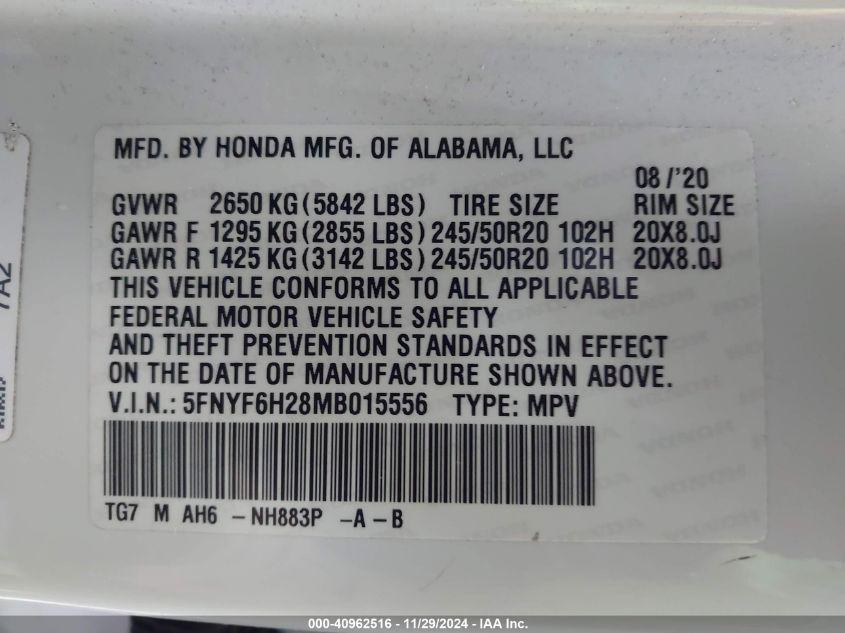 MFD. BY HONDA MFG. OF ALABAMA, LLC
08/'20
GVWR 2650 KG (5842 LBS) TIRE SIZE RIM SIZE
GAWR F 1295 KG (2855 LBS) 245/50R20 102H 20X8.0J
GAWR R 1425 KG (3142 LBS) 245/50R20 102H 20X8.0J
THIS VEHICLE CONFORMS TO ALL APPLICABLE
FEDERAL MOTOR VEHICLE SAFETY
AND THEFT PREVENTION STANDARDS IN EFFECT
ON THE DATE OF MANUFACTURE SHOWN ABOVE.
V.I.N.: 5FNYF6H28MB015556 TYPE: MPV
TG7 M AH6 -NH883P -A-B
7A2
000-40962516 - 11/29/2024 - IAA Inc.